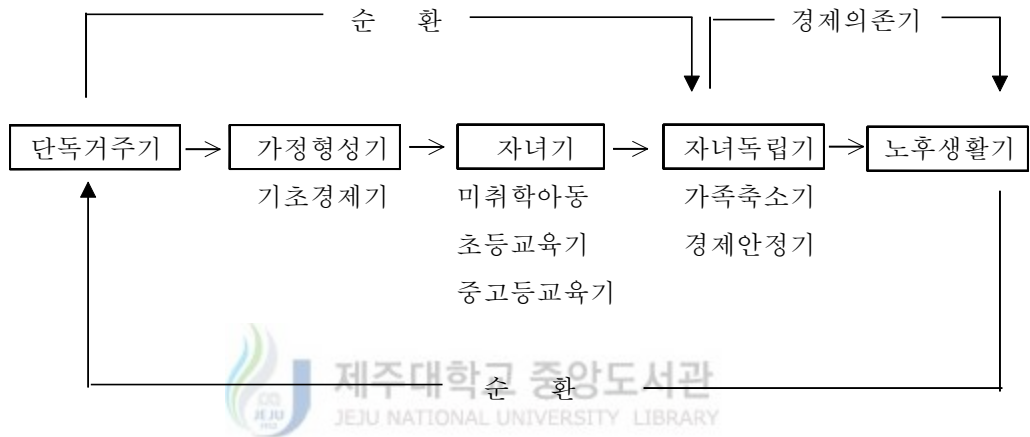 순 환 경제의존기
단독거주기 가정형성기 자녀기 자녀독립기 노후생활기
기초경제기 미취학아동 가족축소기
초등교육기 경제안정기
중고등교육기
제주대학교 중앙도서관
순 환
JEJU NATIONAL UNIVERSITY LIBRARY
JEJU
1952